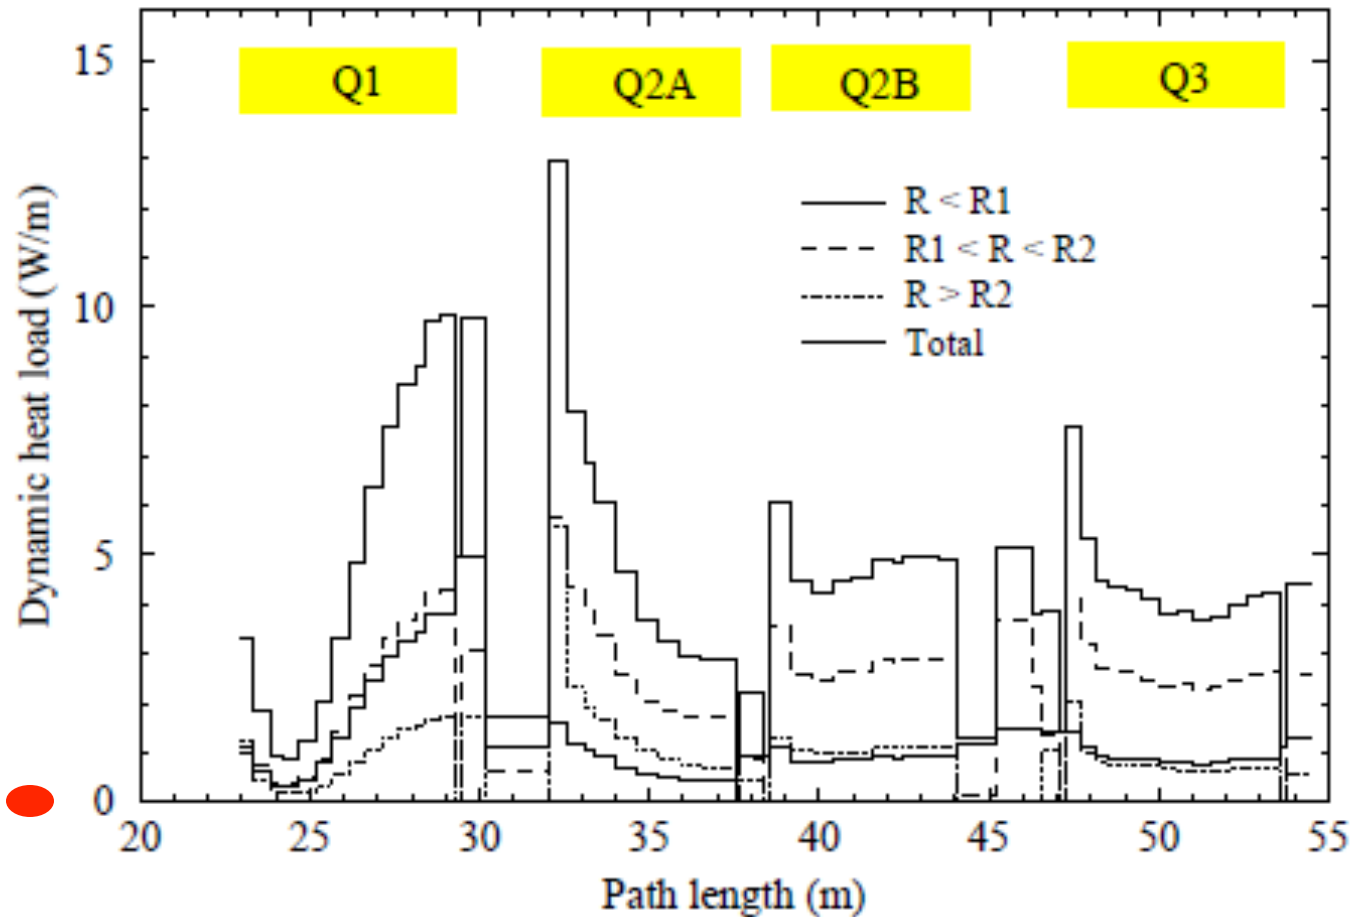 15
Q1
Q2A
Q2B
Q3
R < R1
R1 < R < R2
R > R2
Total
10
5
0
Dynamic heat load (W/m)
20 25 30 35 40 45 50 55
Path length (m)